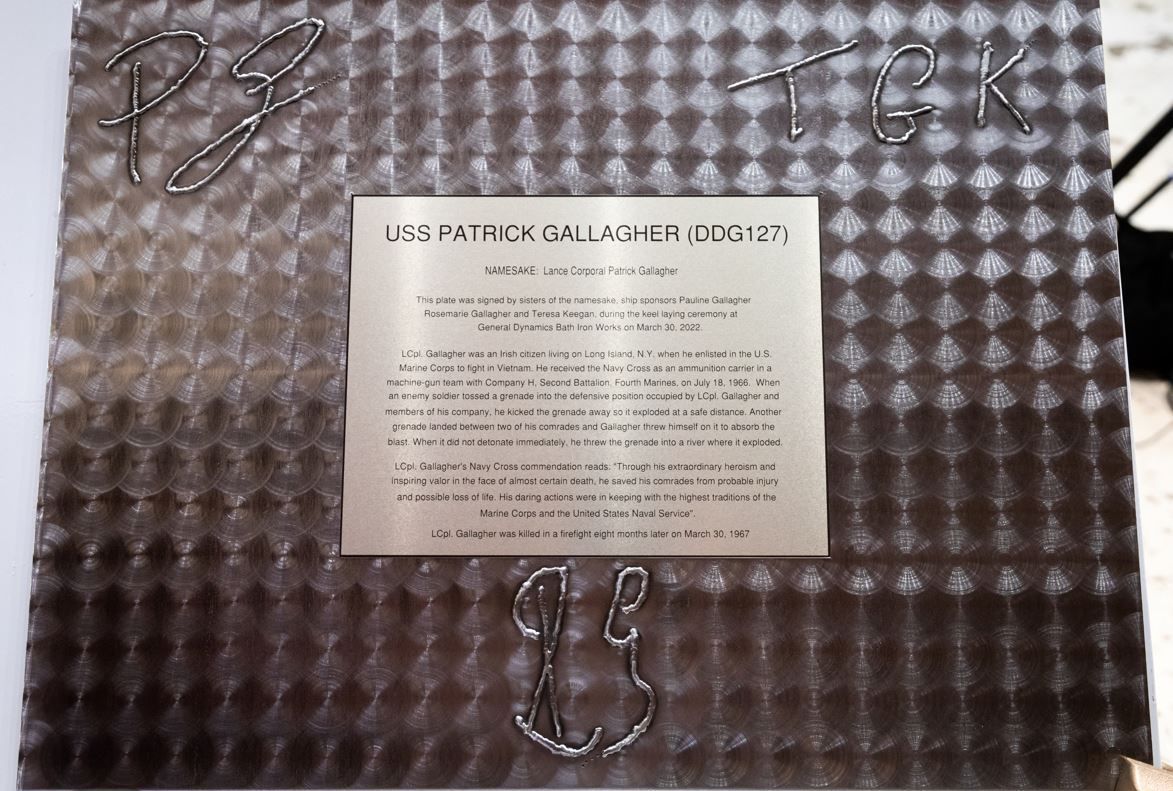 PG
TGK
USS PATRICK GALLAGHER (DDG127)
NAMESAKE: Lance Corporal Patrick Gallagher
This plate was signed by sisters of the namesake, ship sponsors Pauline Gallagher
Rosemarie Gallagher and Teresa Keegan, during the keel laying ceremony at
General Dynamics Bath Iron Works on March 30, 2022.
LCpl. Gallagher was an Irish citizen living on Long Island, N.Y. when he enlisted in the U.S.
Marine Corps to fight in Vietnam. He received the Navy Cross as an ammunition carrier in a
machine-gun team with Company H, Second Battalion, Fourth Marines, on July 18, 1966. When
an enemy soldier tossed a grenade into the defensive position occupied by LCpl. Gallagher and
members of his company, he kicked the grenade away so it exploded at a safe distance. Another
grenade landed between two of his comrades and Gallagher threw himself on it to absorb the
blast. When it did not detonate immediately, he threw the grenade into a river where it exploded.
LCpl. Gallagher's Navy Cross commendation reads: "Through his extraordinary heroism and
inspiring valor in the face of almost certain death, he saved his comrades from probable injury
and possible loss of life. His daring actions were in keeping with the highest traditions of the
Marine Corps and the United States Naval Service".
LCpl. Gallagher was killed in a firefight eight months later on March 30, 1967